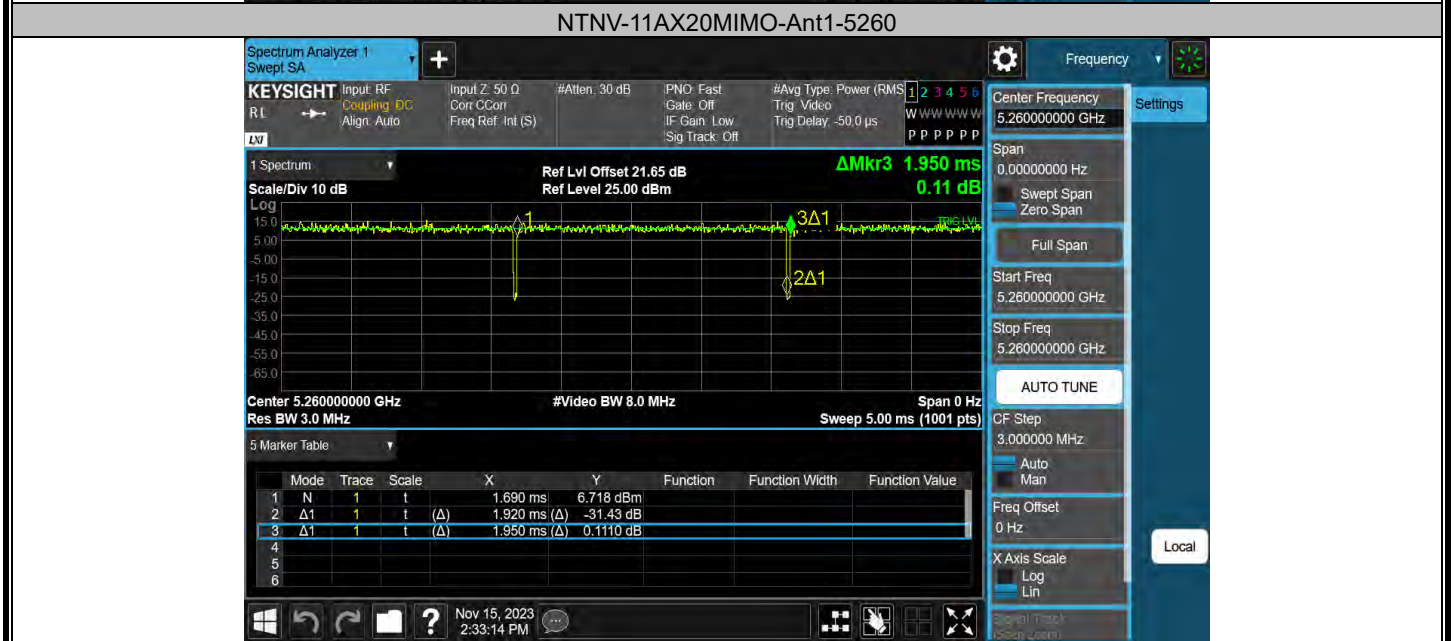 NTNV-11AX20MIMO-Ant1-5260
Spectrum Analyzer 1
Swept SA
+
Frequency
KEYSIGHT
RL
LXI
Input: RF
Coupling: DC
Align: Auto
Input Z: 50 Ω
Corr CCorr
Freq Ref: Int (S)
#Atten: 30 dB
PNO: Fast
Gate: Off
IF Gain: Low
Sig Track: Off
#Avg Type: Power (RMS
Trig: Video
Trig Delay: -50.0 µs
1 2 3 4 5 6
W W W W W W
P P P P P P
Center Frequency
5.260000000 GHz
Settings
Span
0.00000000 Hz
Swept Span
Zero Span
Full Span
Start Freq
5.260000000 GHz
Stop Freq
5.260000000 GHz
AUTO TUNE
CF Step
3.000000 MHz
Auto
Man
Freq Offset
0 Hz
X Axis Scale
Log
Lin
Local
1 Spectrum
Scale/Div 10 dB
Ref Lvl Offset 21.65 dB
Ref Level 25.00 dBm
ΔMkr3 1.950 ms
0.11 dB
Log
15.0
5.00
-5.00
-15.0
-25.0
-35.0
-45.0
-55.0
-65.0
1
3Δ1
2Δ1
TRIG LVL
Center 5.260000000 GHz
Res BW 3.0 MHz
#Video BW 8.0 MHz
Span 0 Hz
Sweep 5.00 ms (1001 pts)
5 Marker Table
Mode Trace Scale X Y Function Function Width Function Value
1 N 1 t 1.690 ms 6.718 dBm
2 Δ1 1 t (Δ) 1.920 ms (Δ) -31.43 dB
3 Δ1 1 t (Δ) 1.950 ms (Δ) 0.1110 dB
4
5
6
?
Nov 15, 2023
2:33:14 PM